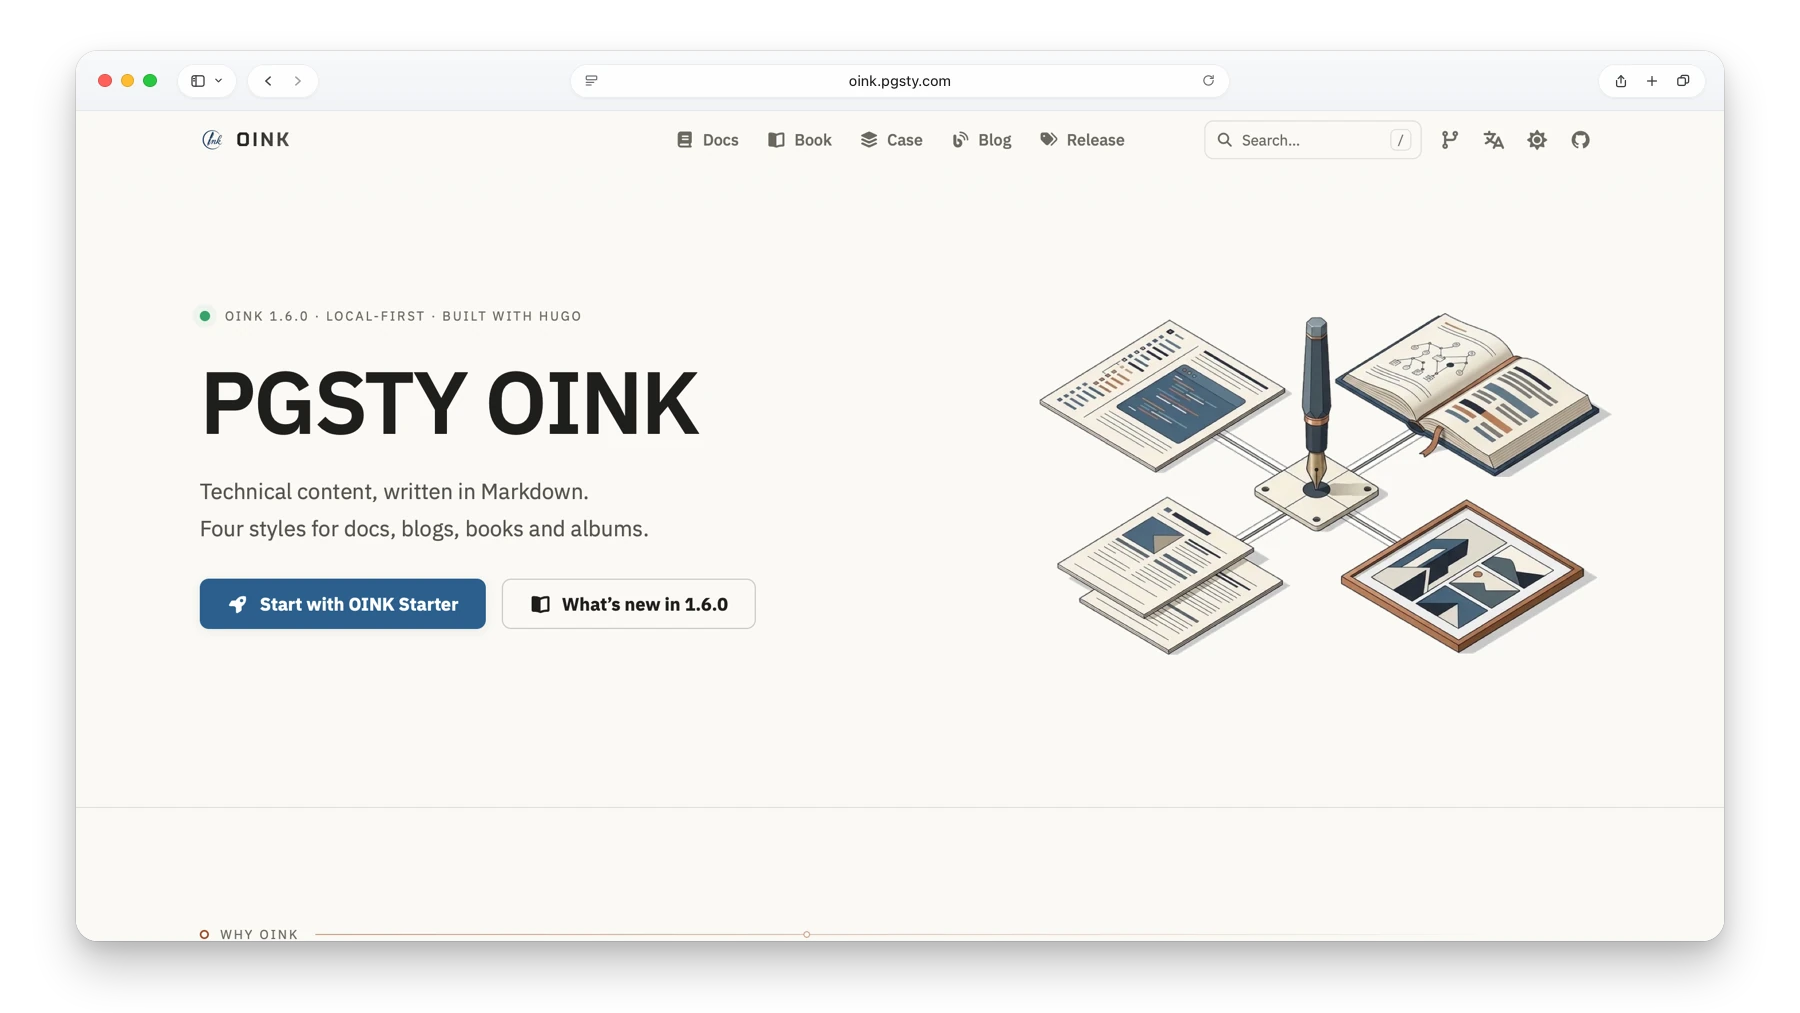 oink.pgsty.com
Ink OINK
Docs Book Case Blog Release
Search... /
OINK 1.6.0 · LOCAL-FIRST · BUILT WITH HUGO
PGSTY OINK
Technical content, written in Markdown.
Four styles for docs, blogs, books and albums.
Start with OINK Starter
What’s new in 1.6.0
WHY OINK